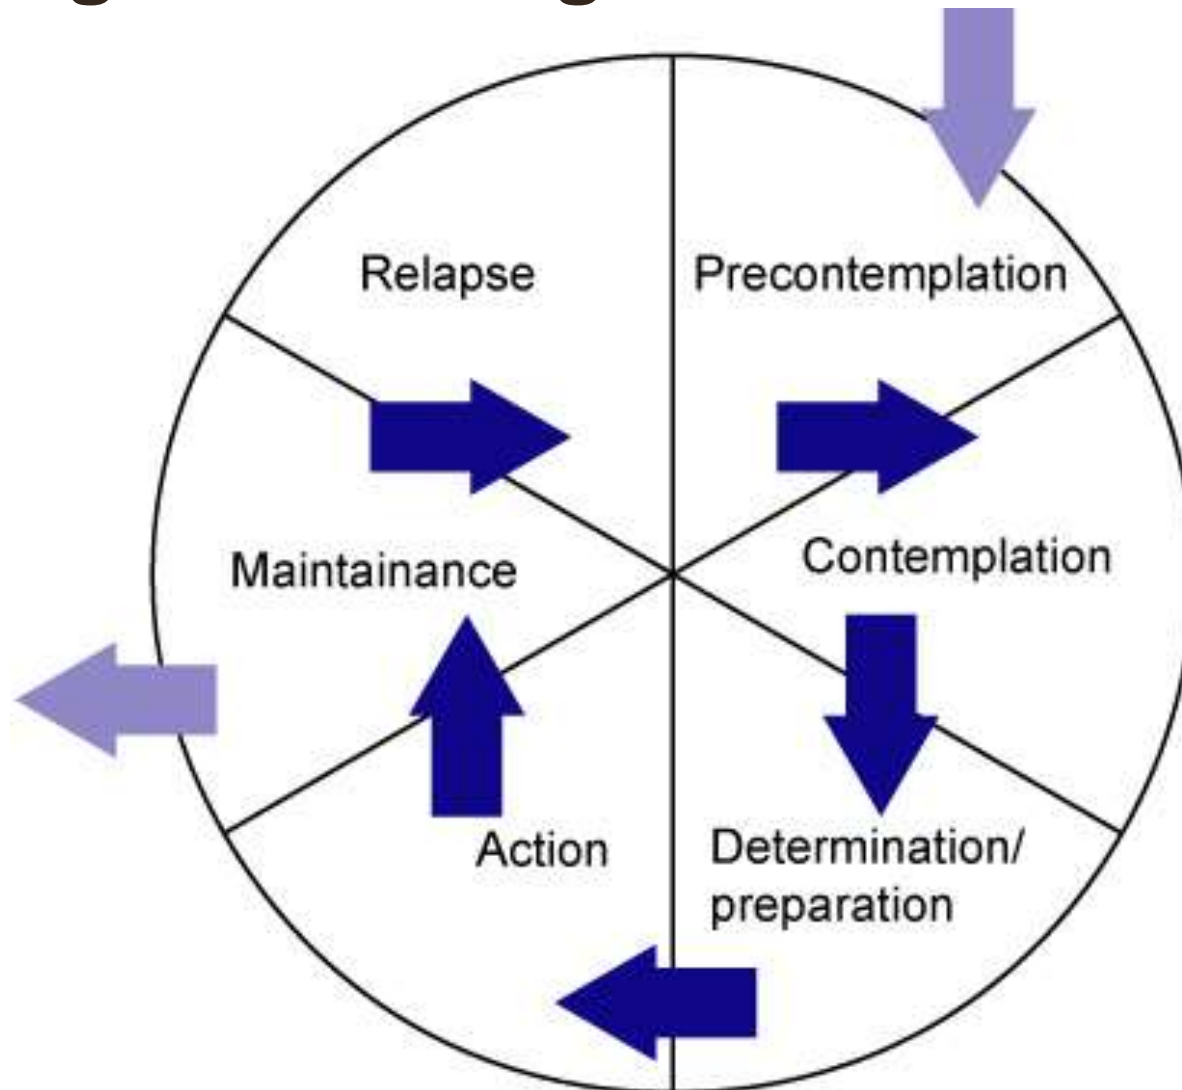 Relapse
Precontemplation
Maintainance
Contemplation
Action
Determination/
preparation